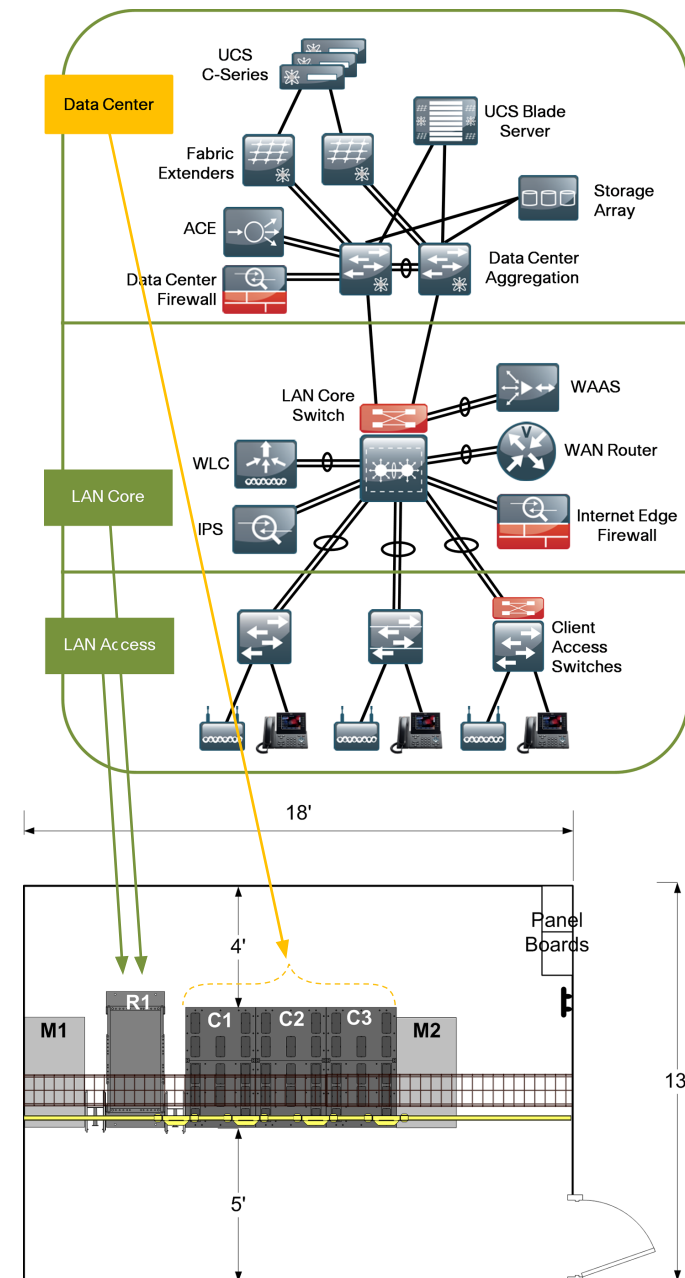 UCS
C-Series
Data Center
UCS Blade
Server
Fabric
Extenders
Storage
Array
ACE
Data Center
Aggregation
Data Center
Firewall
LAN Core
Switch
WAAS
WLC
WAN Router
LAN Core
IPS
Internet Edge
Firewall
LAN Access
Client
Access
Switches
18'
Panel
Boards
4'
R1
C1
C2
C3
M1
M2
13
5'